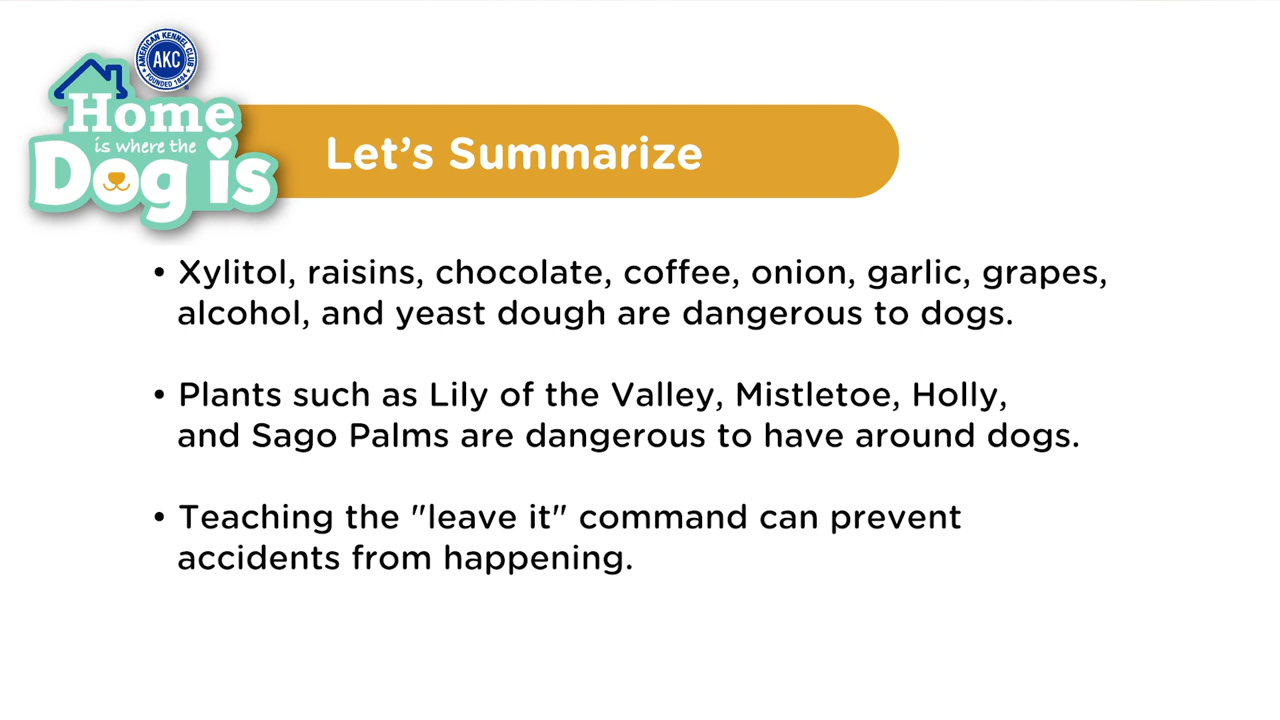 AMERICAN KENNEL CLUB
AKC
FOUNDED 1884
Home
is where the
Dog is
Let's Summarize
• Xylitol, raisins, chocolate, coffee, onion, garlic, grapes,
alcohol, and yeast dough are dangerous to dogs.
• Plants such as Lily of the Valley, Mistletoe, Holly,
and Sago Palms are dangerous to have around dogs.
• Teaching the "leave it" command can prevent
accidents from happening.